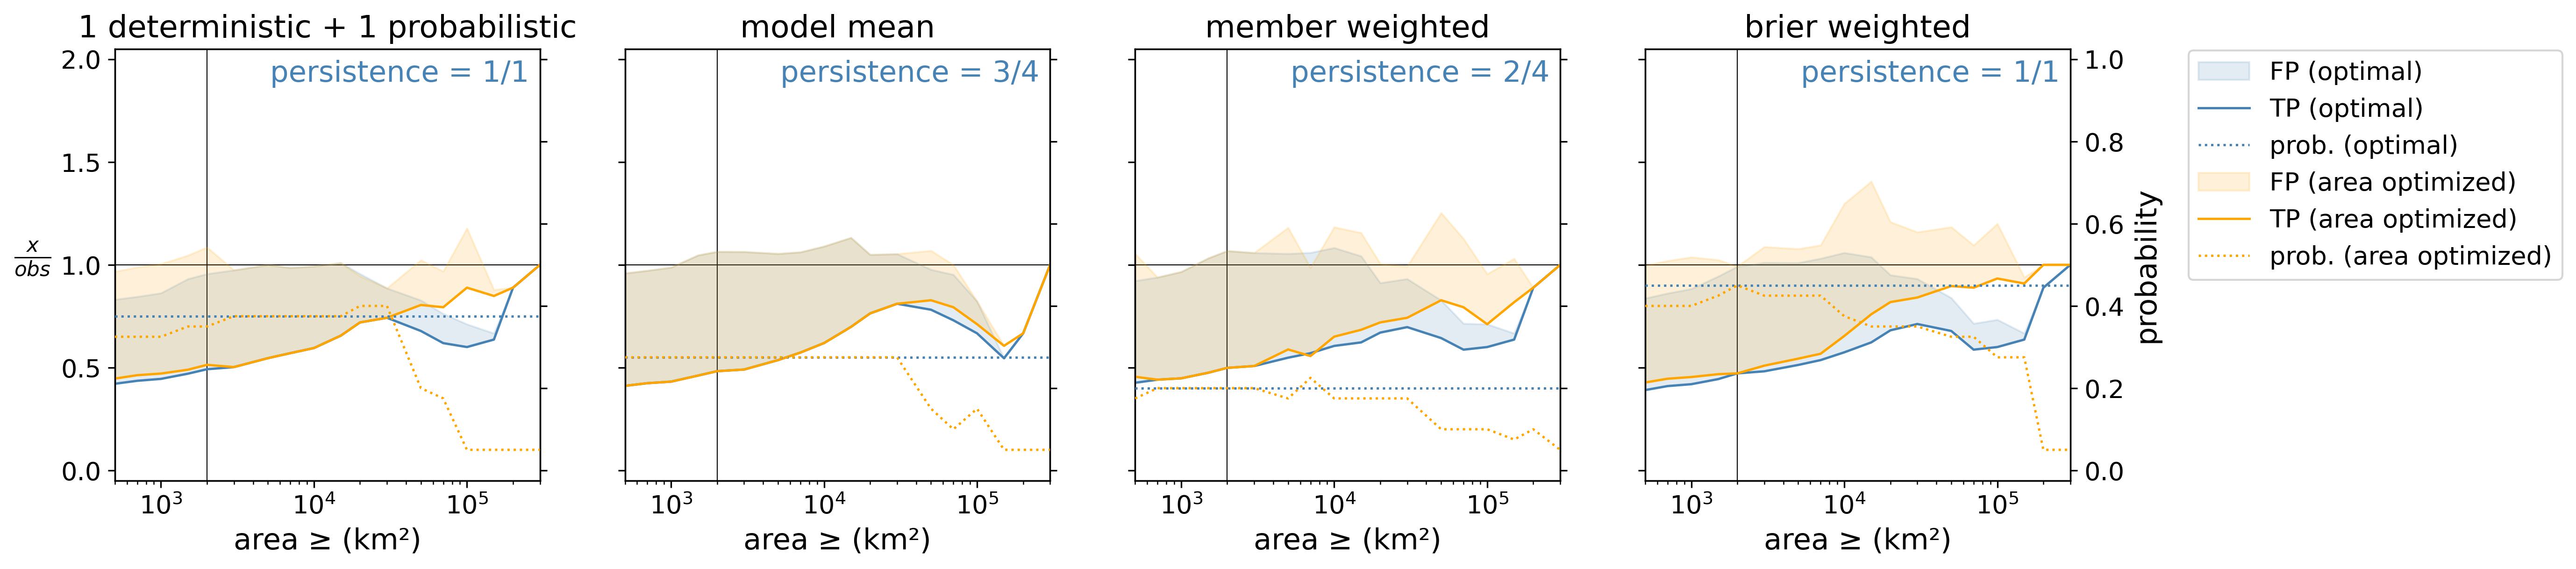 1 deterministic + 1 probabilistic
model mean
member weighted
brier weighted
persistence = 1/1
persistence = 3/4
persistence = 2/4
persistence = 1/1
x
obs
2.0
1.5
1.0
0.5
0.0
10³ 10⁴ 10⁵
10³ 10⁴ 10⁵
10³ 10⁴ 10⁵
10³ 10⁴ 10⁵
area ≥ (km²)
area ≥ (km²)
area ≥ (km²)
area ≥ (km²)
1.0
0.8
0.6
0.4
0.2
0.0
probability
FP (optimal)
TP (optimal)
prob. (optimal)
FP (area optimized)
TP (area optimized)
prob. (area optimized)